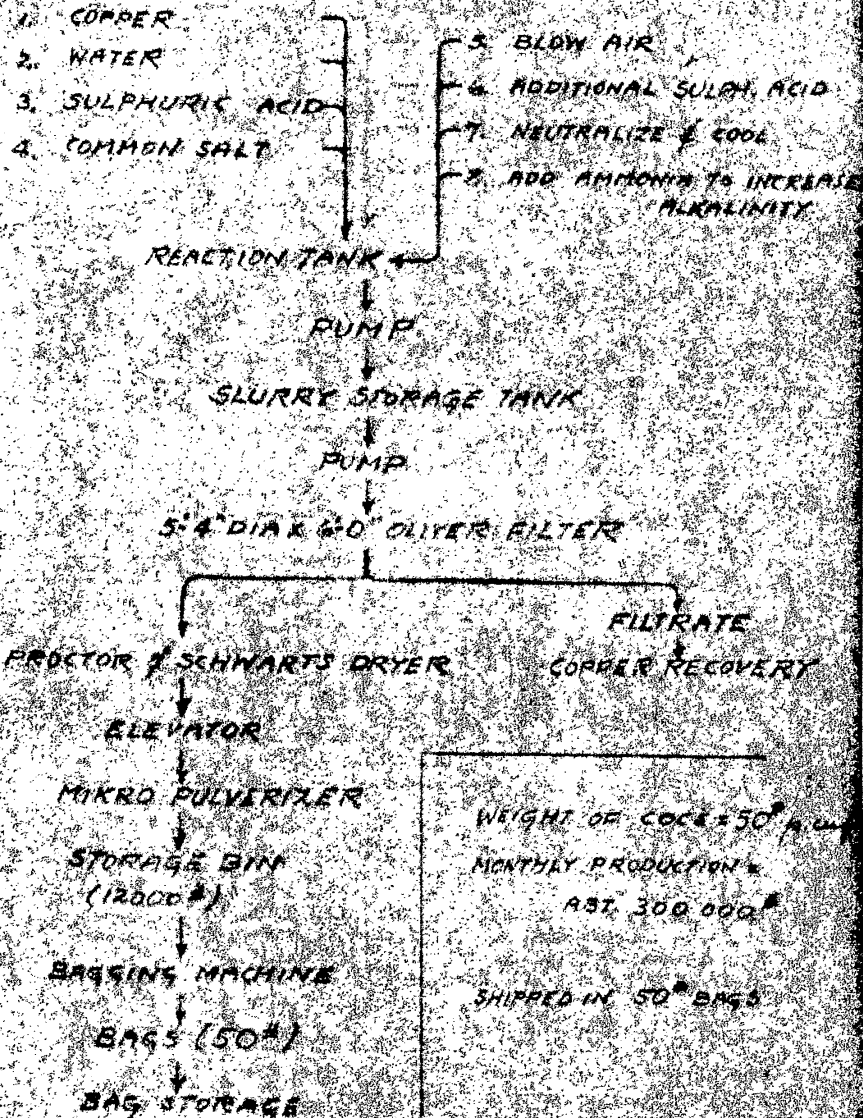 1. COPPER
2. WATER
3. SULPHURIC ACID
4. COMMON SALT
5. BLOW AIR
6. ADDITIONAL SULPH. ACID
7. NEUTRALIZE & COOL
8. ADD AMMONIA TO INCREASE
ALKALINITY
REACTION TANK
PUMP
SLURRY STORAGE TANK
PUMP
5'-4" DIA X 6'-0" OLIVER FILTER
FILTRATE
COPPER RECOVERY
PROCTOR & SCHWARTS DRYER
ELEVATOR
MIKRO PULVERIZER
STORAGE BIN
(12000#)
BAGGING MACHINE
BAGS (50#)
BAG STORAGE
WEIGHT OF COCS = 50#
MONTHLY PRODUCTION =
ABT. 300 000#
SHIPPED IN 50# BAGS